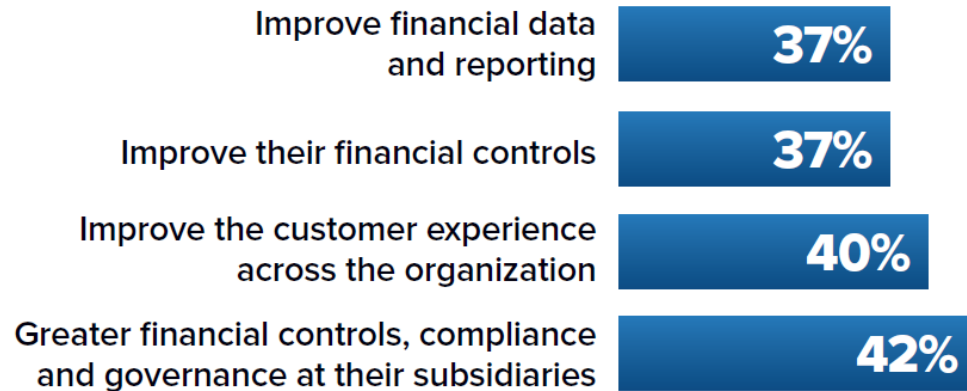 Improve financial data
and reporting
37%
Improve their financial controls
37%
Improve the customer experience
across the organization
40%
Greater financial controls, compliance
and governance at their subsidiaries
42%